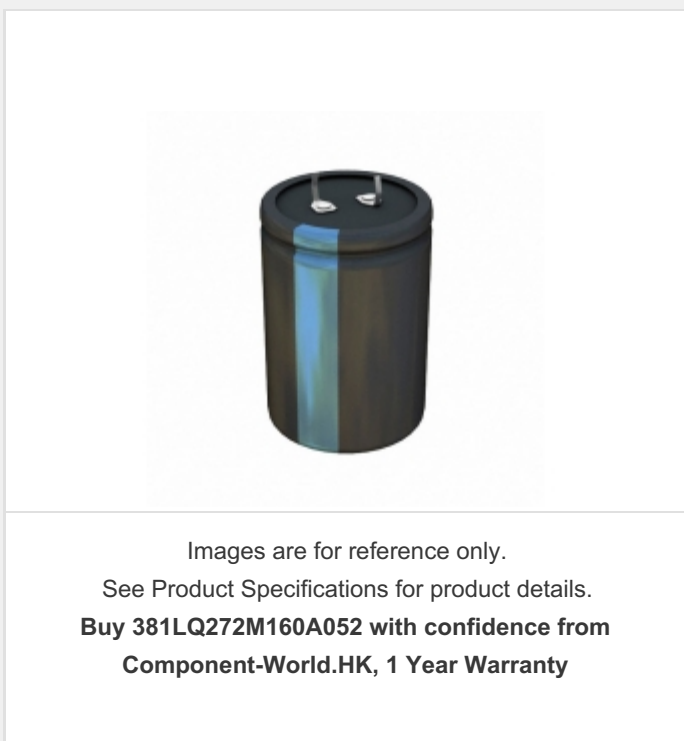 Images are for reference only.
See Product Specifications for product details.
Buy 381LQ272M160A052 with confidence from
Component-World.HK, 1 Year Warranty